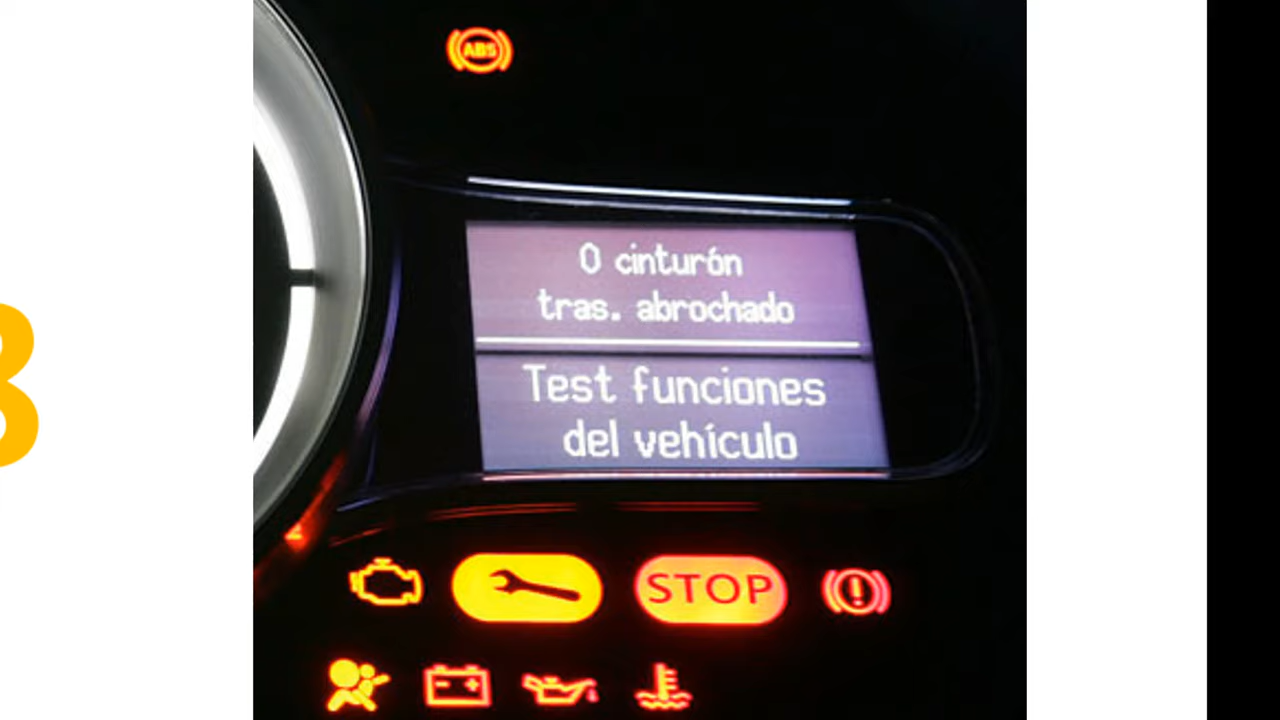 ABS
0 cinturón
tras. abrochado
Test funciones
del vehículo
STOP